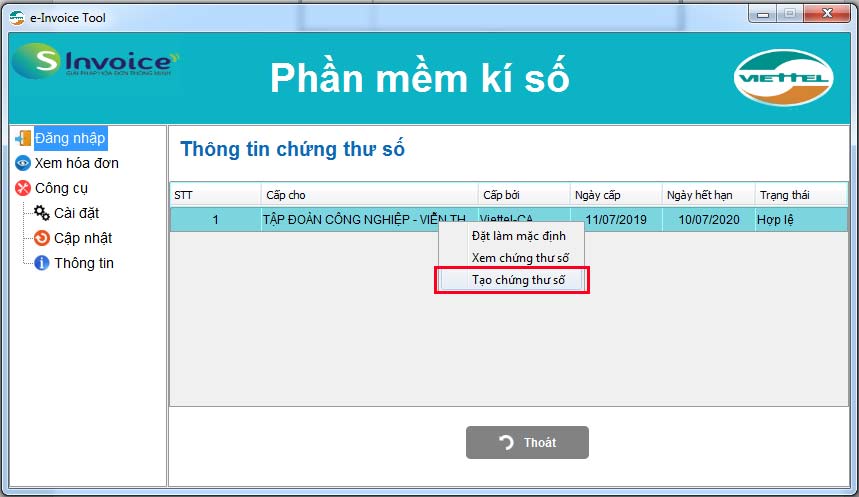 e-Invoice Tool
S Invoice
GIẢI PHÁP HÓA ĐƠN THÔNG MINH
Phần mềm kí số
VIETTEL
Đăng nhập
Xem hóa đơn
Công cụ
Cài đặt
Cập nhật
Thông tin
Thông tin chứng thư số
STT Cấp cho Cấp bởi Ngày cấp Ngày hết hạn Trạng thái
1 TẬP ĐOÀN CÔNG NGHIỆP - VIỄN TH... Viettel-CA 11/07/2019 10/07/2020 Hợp lệ
Đặt làm mặc định
Xem chứng thư số
Tạo chứng thư số
Thoát